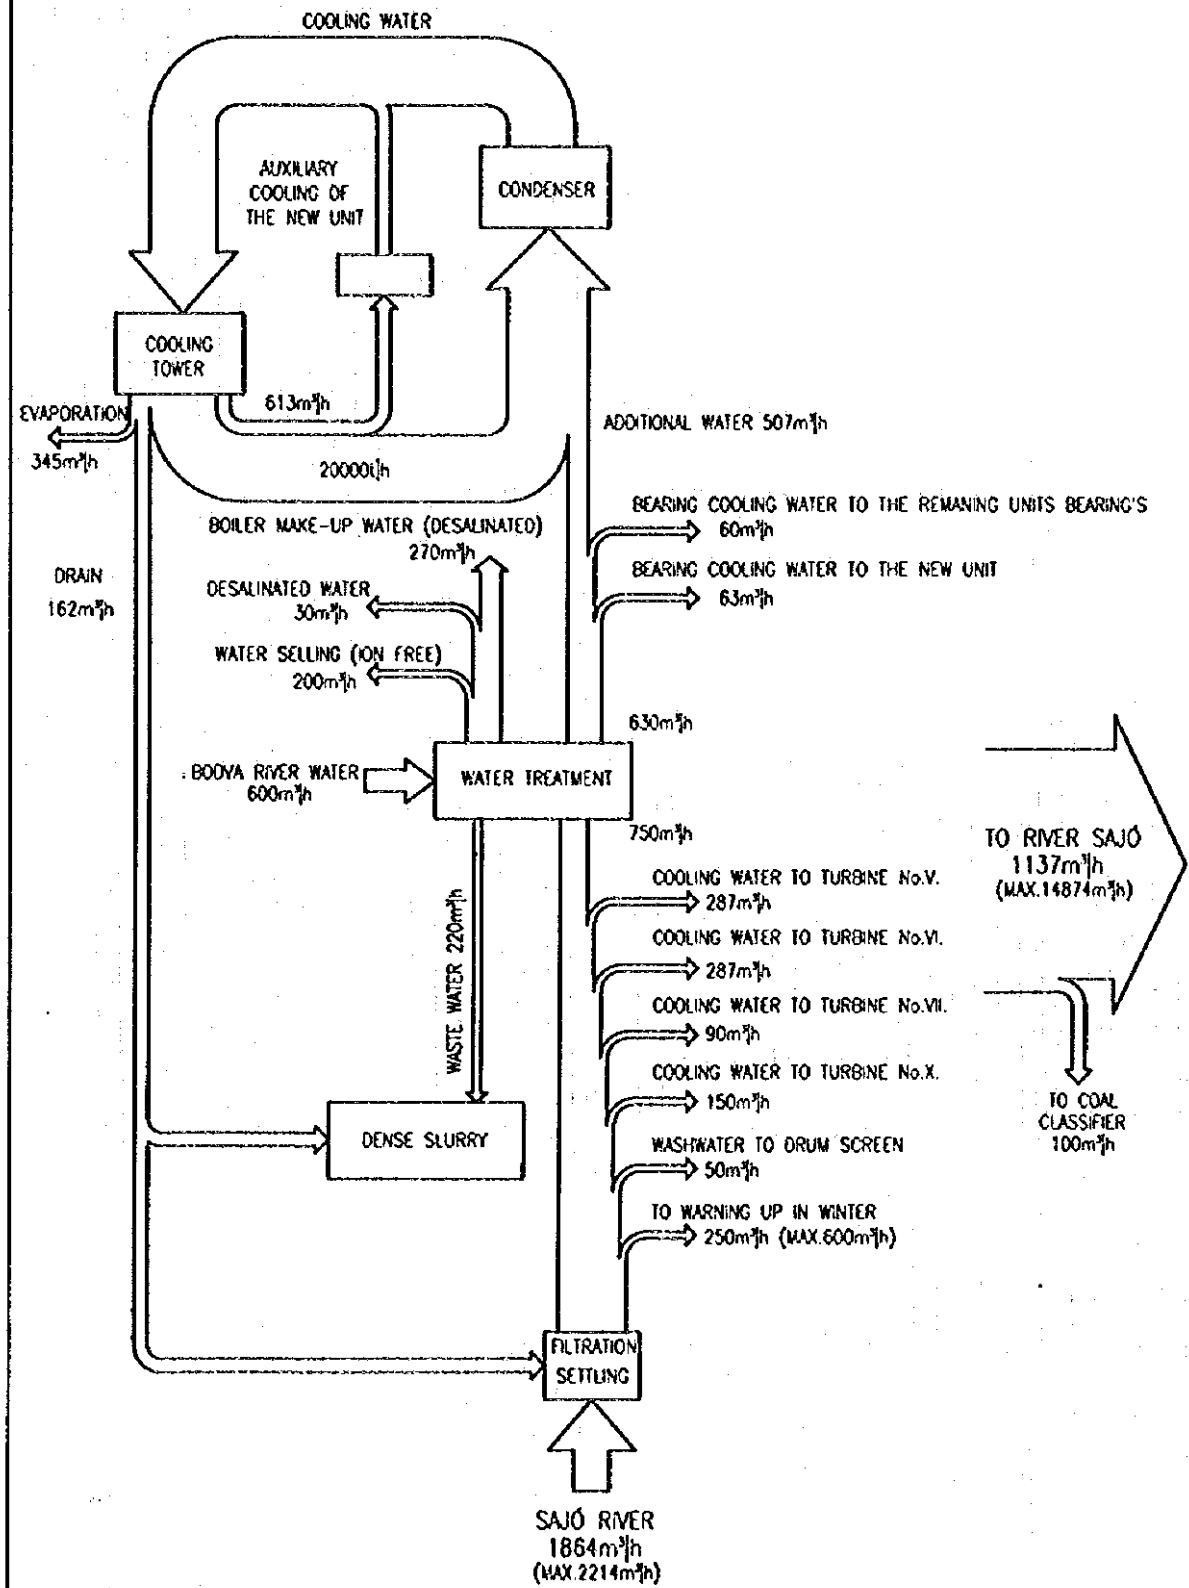 COOLING WATER
AUXILIARY
COOLING OF
THE NEW UNIT
CONDENSER
COOLING
TOWER
EVAPORATION
345m³/h
613m³/h
20000t/h
ADDITIONAL WATER 507m³/h
BEARING COOLING WATER TO THE REMANING UNITS BEARING'S
60m³/h
BOILER MAKE-UP WATER (DESALINATED)
270m³/h
BEARING COOLING WATER TO THE NEW UNIT
63m³/h
DRAIN
162m³/h
DESALINATED WATER
30m³/h
WATER SELLING (ION FREE)
200m³/h
630m³/h
BODVA RIVER WATER
600m³/h
WATER TREATMENT
750m³/h
TO RIVER SAJÓ
1137m³/h
(MAX.14874m³/h)
COOLING WATER TO TURBINE No.V.
287m³/h
COOLING WATER TO TURBINE No.VI.
287m³/h
WASTE WATER 220m³/h
COOLING WATER TO TURBINE No.VII.
90m³/h
COOLING WATER TO TURBINE No.X.
150m³/h
TO COAL
CLASSIFIER
100m³/h
DENSE SLURRY
WASHWATER TO DRUM SCREEN
50m³/h
TO WARNING UP IN WINTER
250m³/h (MAX.600m³/h)
FILTRATION
SETTLING
SAJÓ RIVER
1864m³/h
(MAX.2214m³/h)